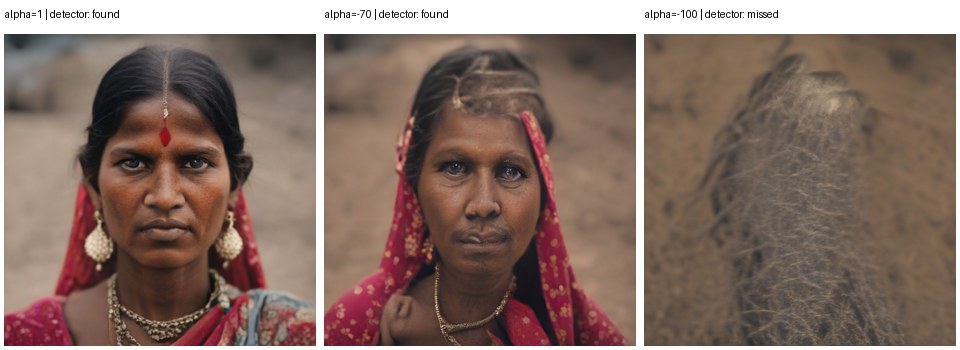 alpha=1 | detector: found
alpha=-70 | detector: found
alpha=-100 | detector: missed